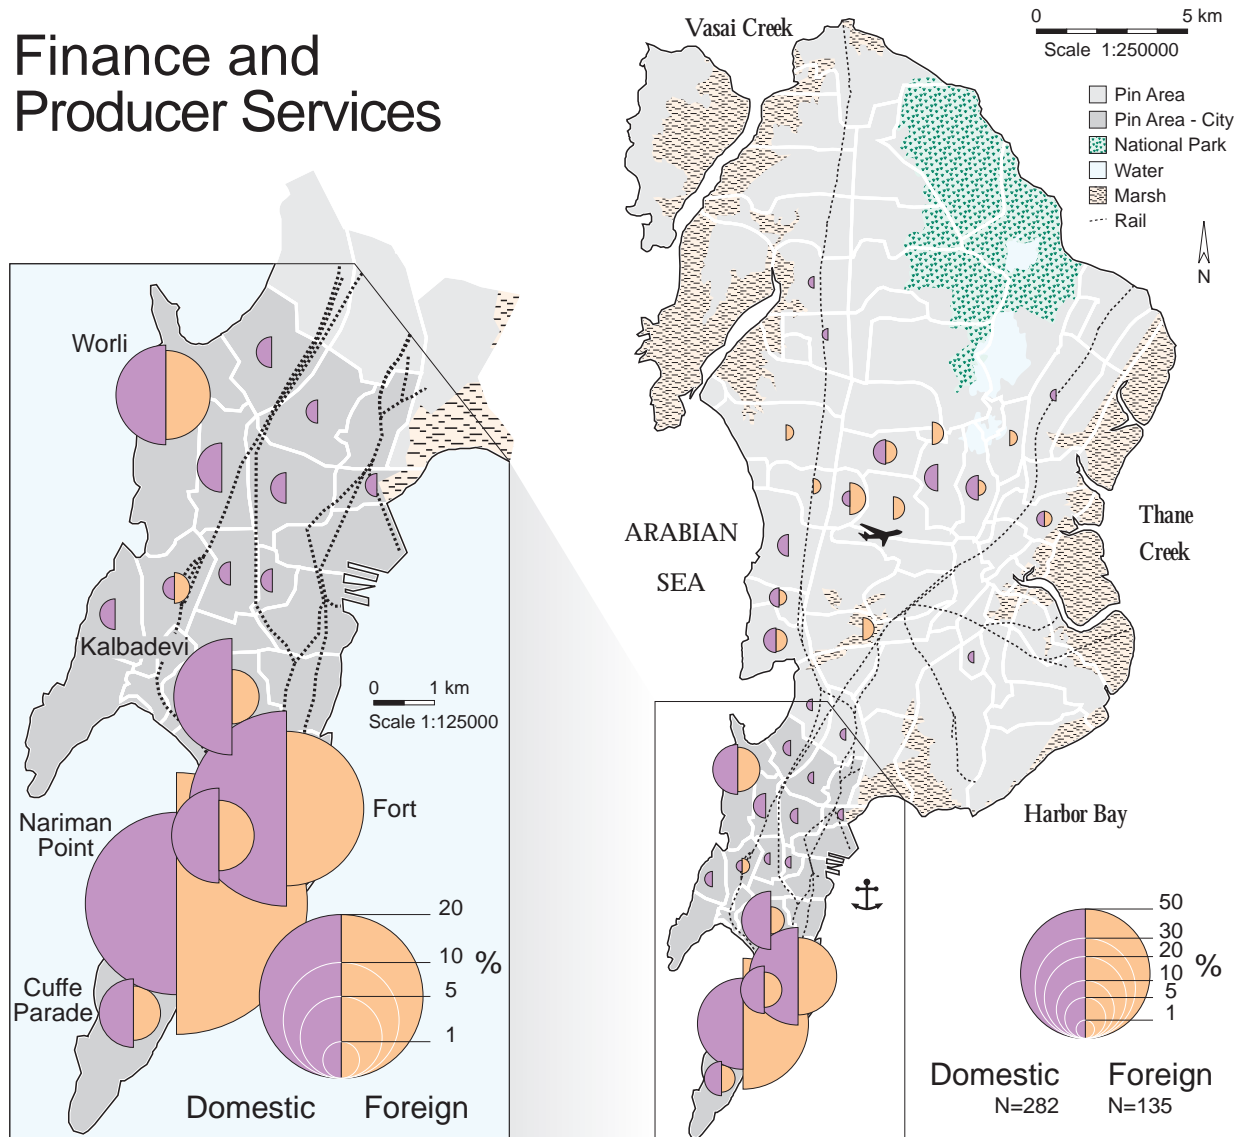 Finance and
Producer Services
Vasai Creek
0 5 km
Scale 1:250000
Pin Area
Pin Area - City
National Park
Water
Marsh
Rail
N
Worli
ARABIAN
SEA
Thane
Creek
Kalbadevi
0 1 km
Scale 1:125000
Fort
Nariman
Point
Harbor Bay
Cuffe
Parade
20
10
5
1
%
Domestic Foreign
50
30
20
10
5
1
%
Domestic Foreign
N=282 N=135